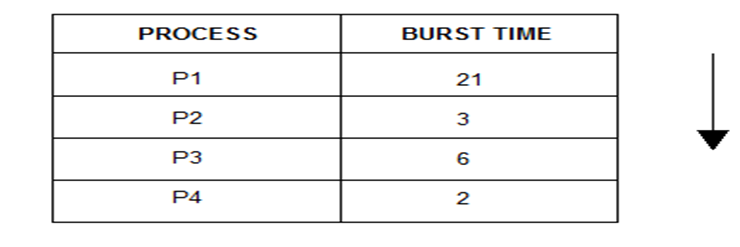 PROCESS BURST TIME
P1 21
P2 3
P3 6
P4 2